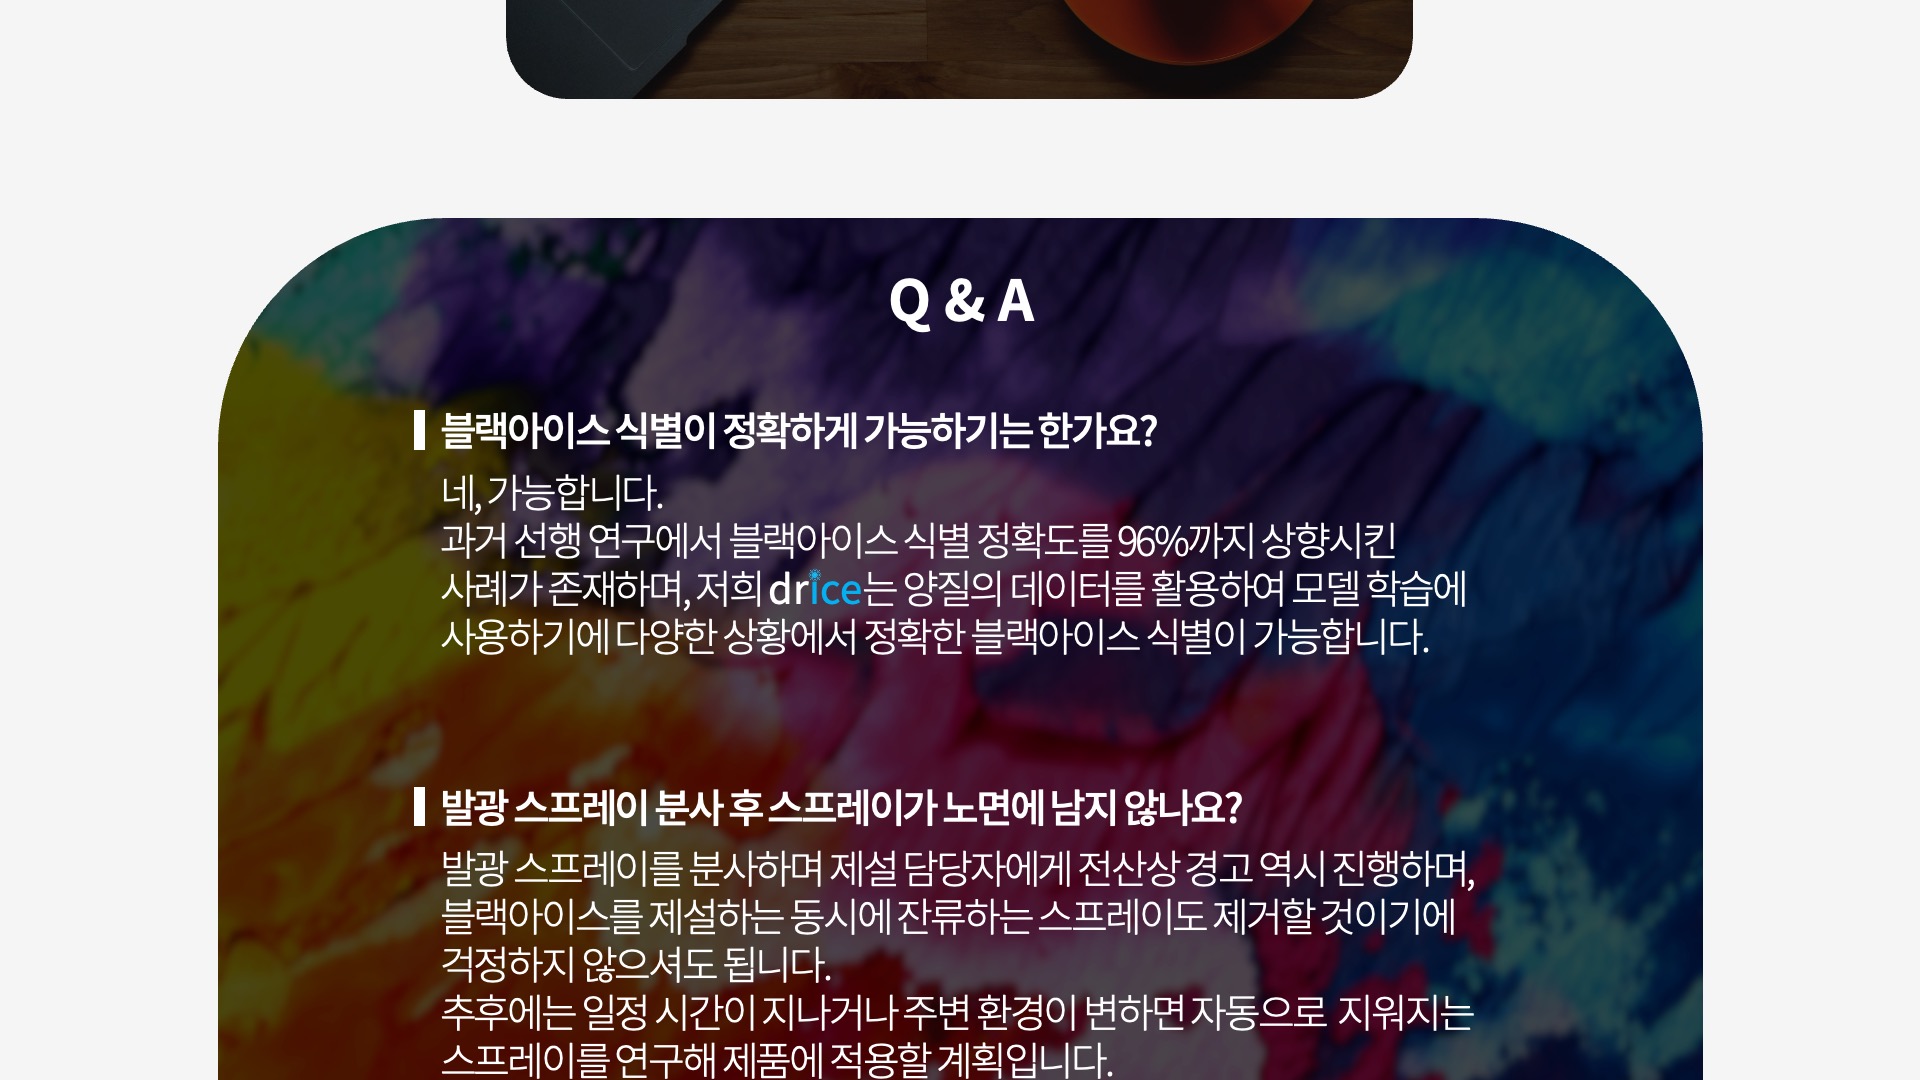 Q & A
블랙아이스 식별이 정확하게 가능하기는 한가요?
네, 가능합니다.
과거 선행 연구에서 블랙아이스 식별 정확도를 96%까지 상향시킨
사례가 존재하며, 저희 drice는 양질의 데이터를 활용하여 모델 학습에
사용하기에 다양한 상황에서 정확한 블랙아이스 식별이 가능합니다.
발광 스프레이 분사 후 스프레이가 노면에 남지 않나요?
발광 스프레이를 분사하며 제설 담당자에게 전산상 경고 역시 진행하며,
블랙아이스를 제설하는 동시에 잔류하는 스프레이도 제거할 것이기에
걱정하지 않으셔도 됩니다.
추후에는 일정 시간이 지나거나 주변 환경이 변하면 자동으로 지워지는
스프레이를 연구해 제품에 적용할 계획입니다.